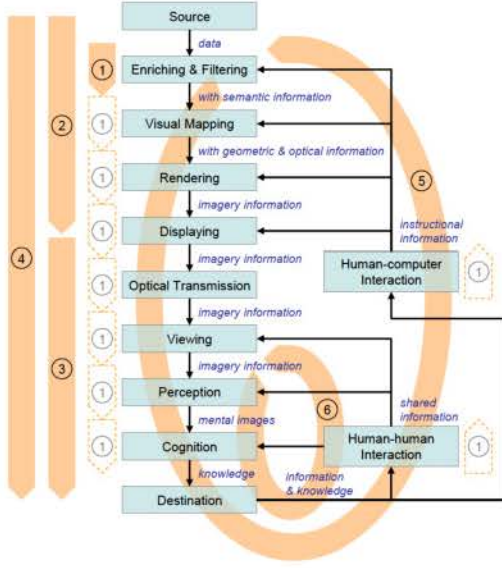 Source
data
1
Enriching & Filtering
with semantic information
2
1
Visual Mapping
with geometric & optical information
1
Rendering
5
imagery information
instructional
information
1
Displaying
4
imagery information
Human-computer
Interaction
1
1
Optical Transmission
imagery information
1
Viewing
3
imagery information
1
Perception
6
shared
information
mental images
1
Cognition
Human-human
Interaction
1
knowledge
information
& knowledge
Destination